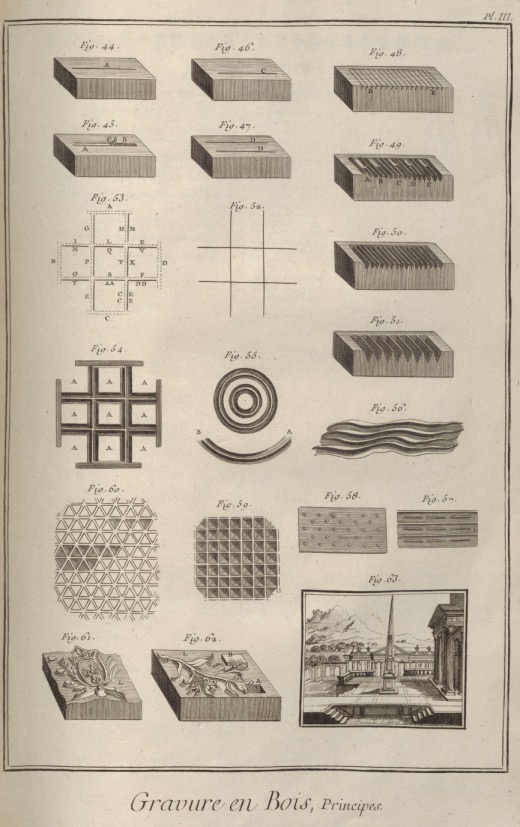 Pl. III.
Fig. 44.
A
Fig. 46.
C
Fig. 48.
B E
Fig. 45.
C B
A
Fig. 47.
D
D
Fig. 49.
A B C D E
Fig. 53.
A
G H M
I L E
N Q V
B P T X D
O S F
Y AA DD
Z C E
C E
C
Fig. 52.
Fig. 50.
Fig. 51.
Fig. 54.
A A A
A A A
A A A
Fig. 55.
B A
Fig. 56.
Fig. 60.
Fig. 59.
Fig. 58.
Fig. 57.
Fig. 63.
Fig. 61.
L
Fig. 62.
L B
A
Gravure en Bois, Principes.